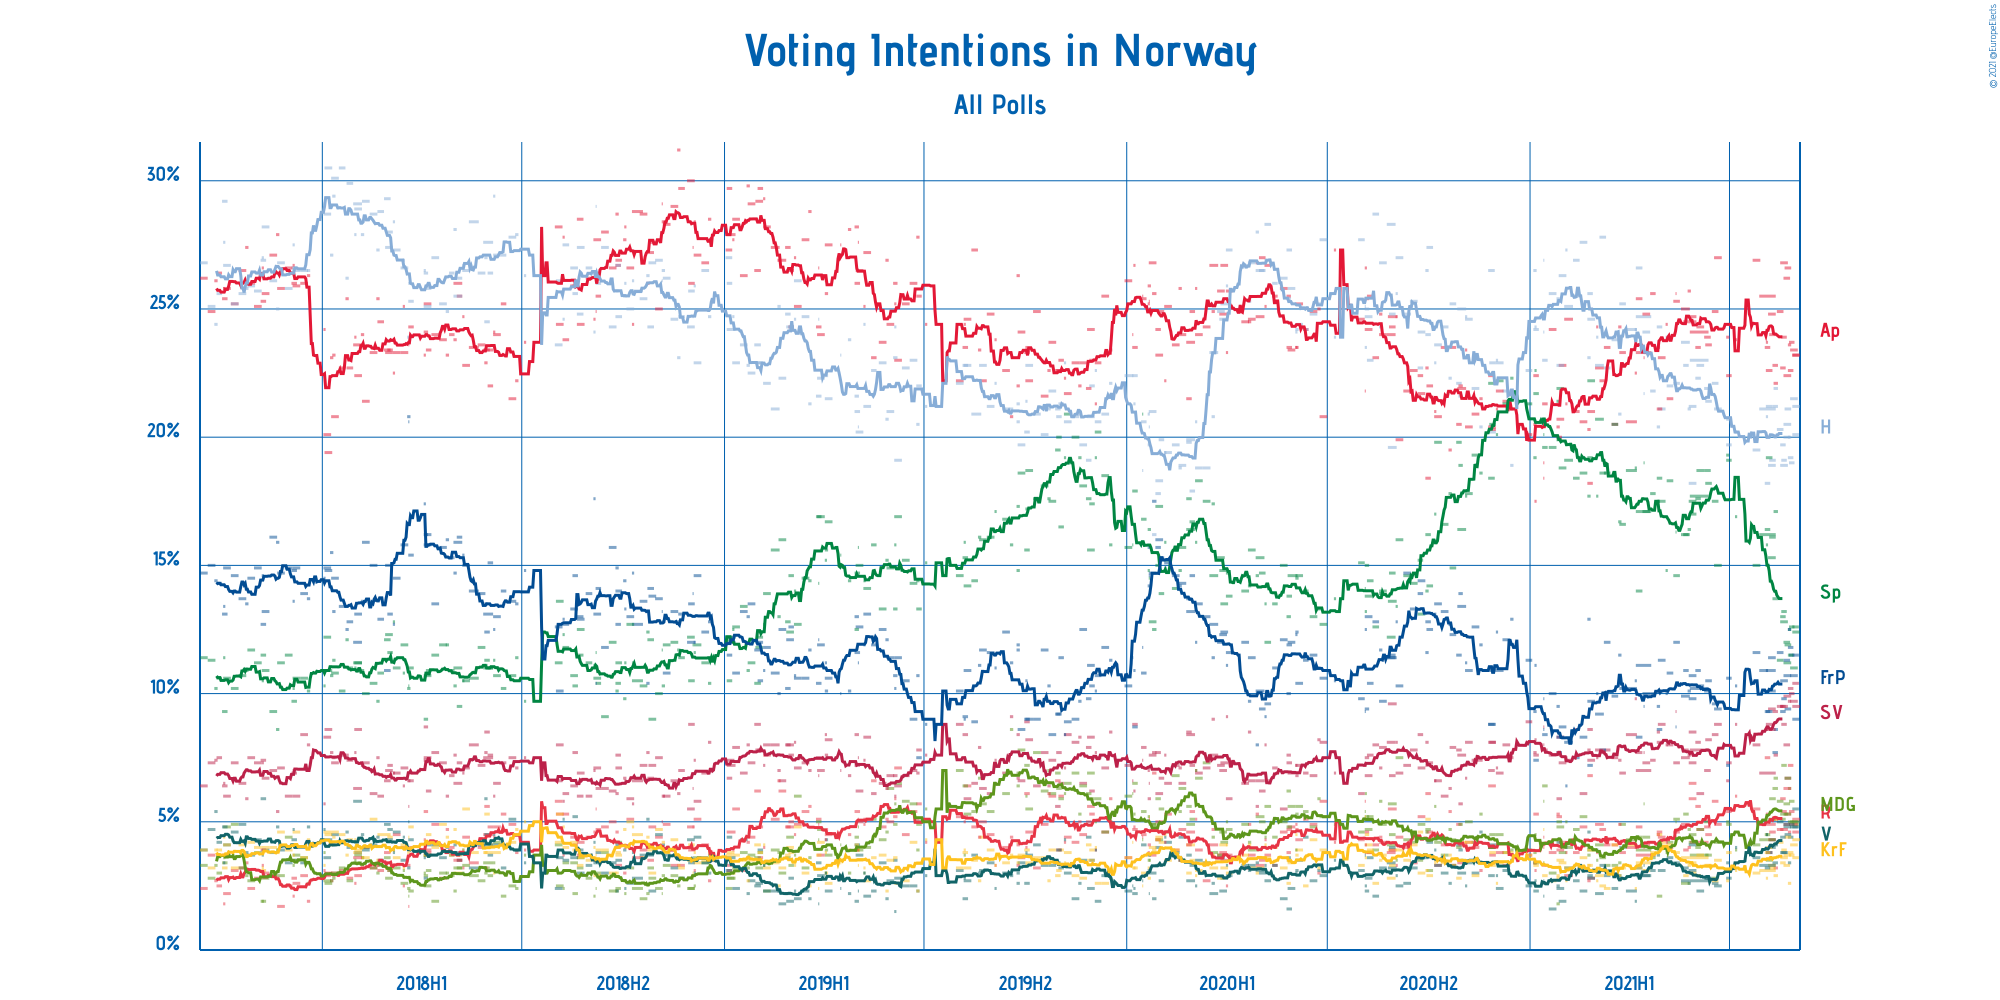 Voting Intentions in Norway
All Polls
© 2021 @EuropeElects
30%
25%
20%
15%
10%
5%
0%
Ap
H
Sp
FrP
SV
MDG
R
V
KrF
2018H1
2018H2
2019H1
2019H2
2020H1
2020H2
2021H1